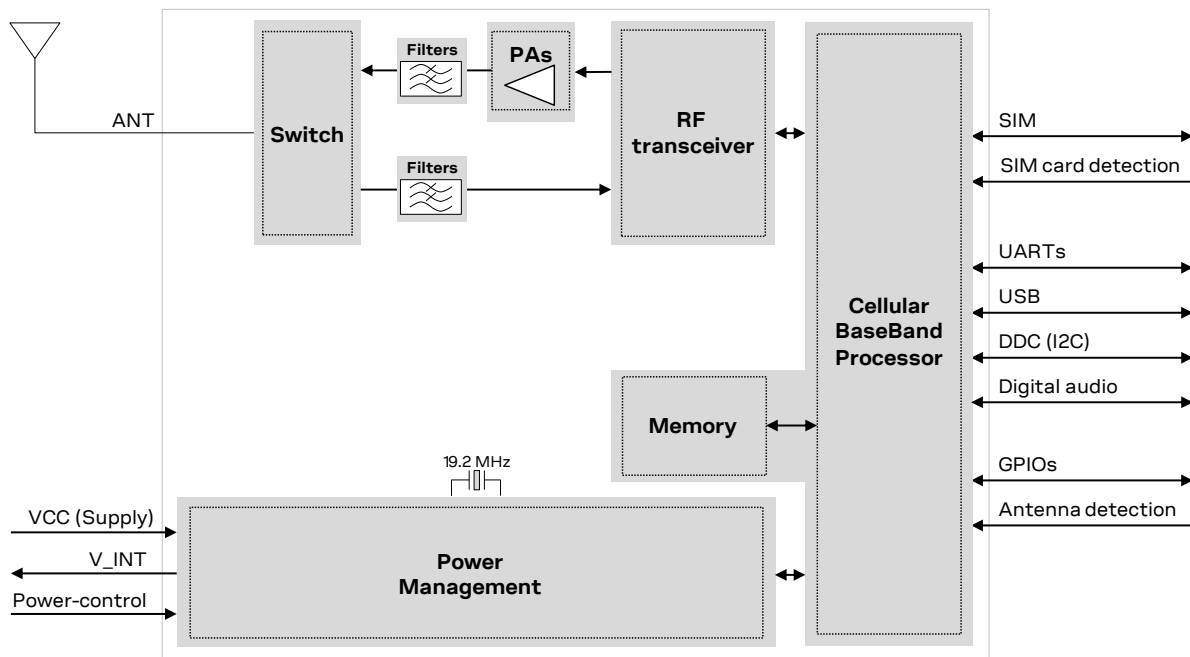 Filters
PAs
ANT
Switch
RF
transceiver
Filters
SIM
SIM card detection
UARTs
USB
Cellular
BaseBand
Processor
DDC (I2C)
Digital audio
Memory
19.2 MHz
GPIOs
Antenna detection
VCC (Supply)
V_INT
Power-control
Power
Management